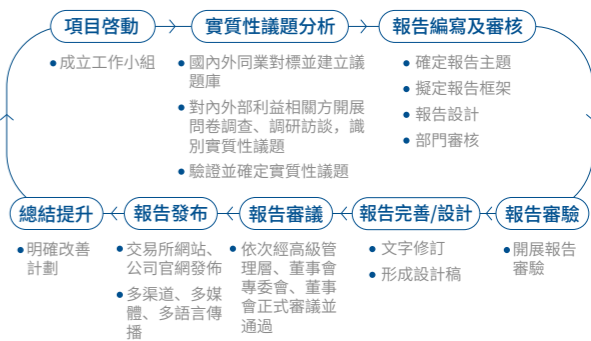 項目啓動
實質性議題分析
報告編寫及審核
成立工作小組
國內外同業對標並建立議
題庫
對內外部利益相關方開展
問卷調查、調研訪談，識
別實質性議題
驗證並確定實質性議題
確定報告主題
擬定報告框架
報告設計
部門審核
總結提升
報告發布
報告審議
報告完善/設計
報告審驗
明確改善
計劃
交易所網站、
公司官網發佈
多渠道、多媒
體、多語言傳
播
依次經高級管
理層、董事會
專委會、董事
會正式審議並
通過
文字修訂
形成設計稿
開展報告
審驗